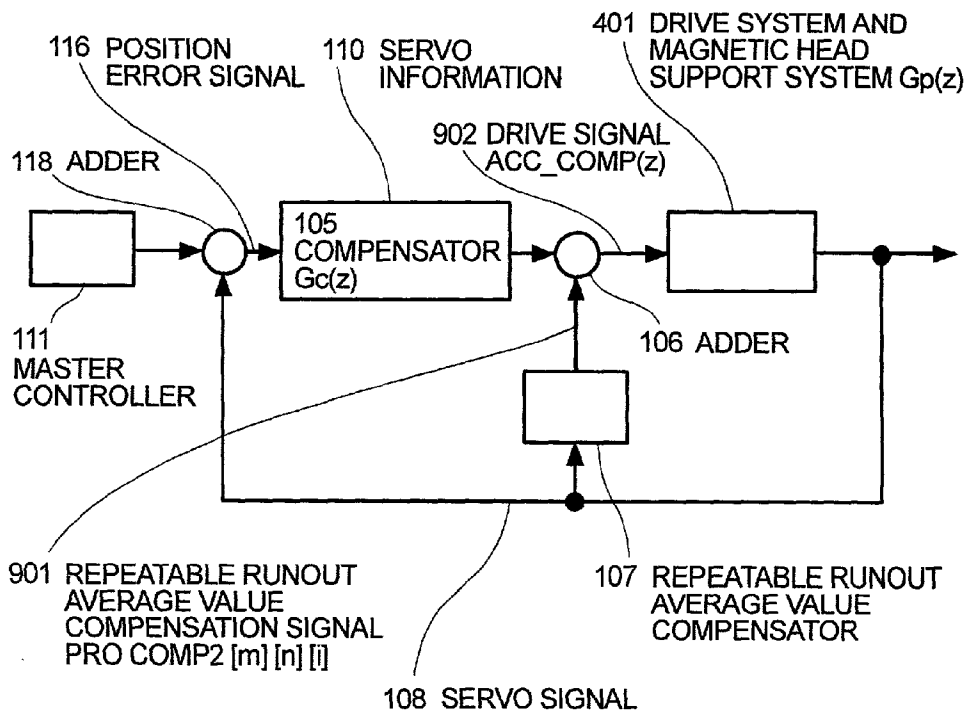 116 POSITION
ERROR SIGNAL
110 SERVO
INFORMATION
401 DRIVE SYSTEM AND
MAGNETIC HEAD
SUPPORT SYSTEM Gp(z)
902 DRIVE SIGNAL
ACC_COMP(z)
118 ADDER
105
COMPENSATOR
Gc(z)
111
MASTER
CONTROLLER
106 ADDER
901 REPEATABLE RUNOUT
AVERAGE VALUE
COMPENSATION SIGNAL
PRO COMP2 [m] [n] [i]
107 REPEATABLE RUNOUT
AVERAGE VALUE
COMPENSATOR
108 SERVO SIGNAL